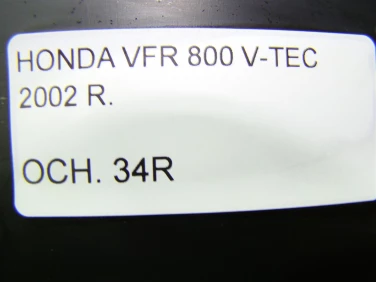 HONDA VFR 800 V-TEC
2002 R.
OCH. 34R